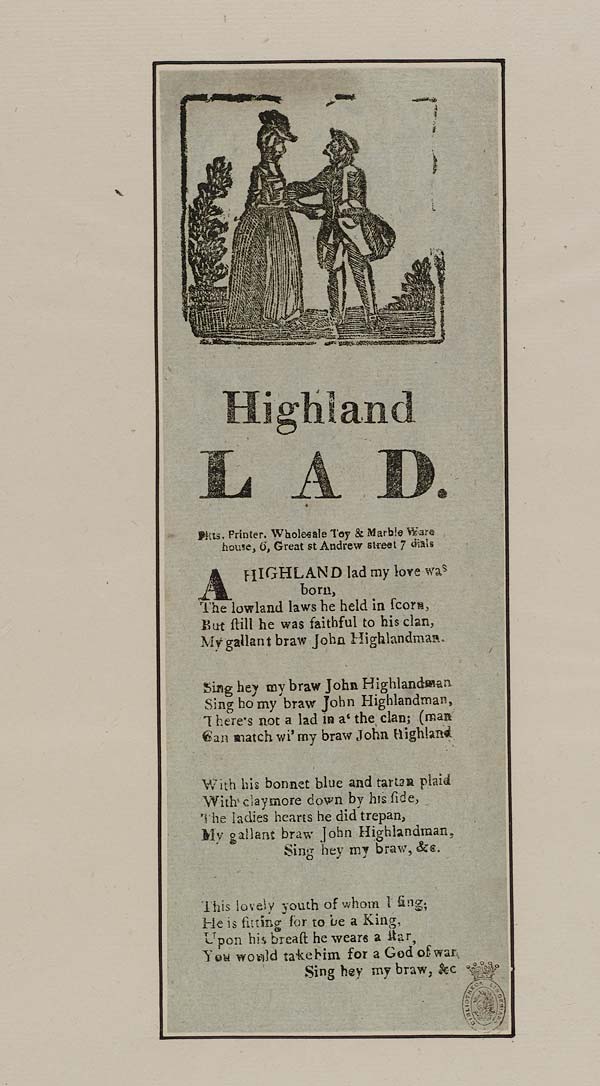 Highland
LAD.
Pitts, Printer, Wholesale Toy & Marble Ware
house, 6, Great st Andrew street 7 dials
A HIGHLAND lad my love was
born,
The lowland laws he held in ſcorn,
But ſtill he was faithful to his clan,
My gallant braw John Highlandman.
Sing hey my braw John Highlandman
Sing ho my braw John Highlandman,
There's not a lad in a' the clan; (man
Can match wi' my braw John Highland
With his bonnet blue and tartan plaid
With claymore down by his ſide,
The ladies hearts he did trepan,
My gallant braw John Highlandman,
Sing hey my braw, &c.
This lovely youth of whom I ſing;
He is fitting for to be a King,
Upon his breaſt he wears a ſtar,
You would take him for a God of war,
Sing hey my braw, &c
BIBLIOTHECA LINDESIANA